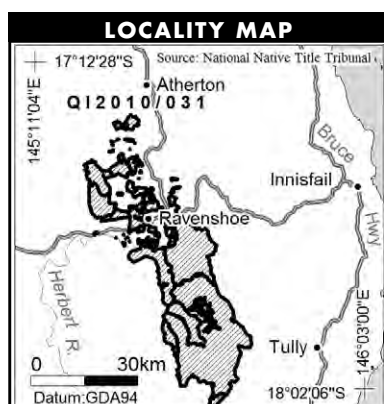 LOCALITY MAP
Source: National Native Title Tribunal
17°12'28"S
145°11'04"E
Atherton
QI2010/031
Bruce
Hwy
Innisfail
Ravenshoe
Herbert R.
146°03'00"E
0 30km
Tully
18°02'06"S
Datum:GDA94